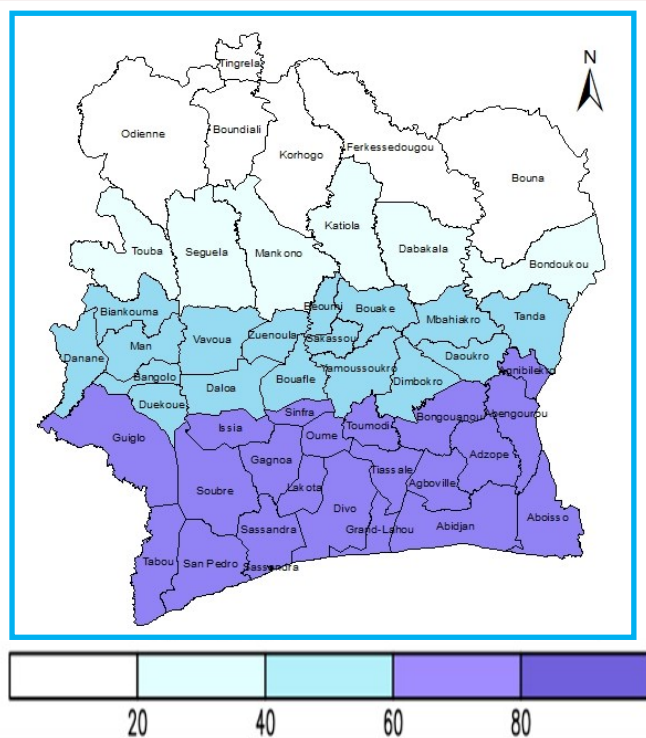 N
Tingrela
Odienne
Boundiali
Korhogo
Ferkessedougou
Bouna
Touba
Seguela
Mankono
Katiola
Dabakala
Bondoukou
Biankouma
Beoumi
Bouake
Mbahiakro
Tanda
Danane
Man
Vavoua
Zuenoula
Sakassou
Bangolo
Daloa
Bouafle
Yamoussoukro
Dimbokro
Daoukro
Agnibilekro
Duekoue
Guiglo
Issia
Sinfra
Oume
Toumodi
Bongouanou
Abengourou
Gagnoa
Soubre
Lakota
Divo
Tiassale
Agboville
Adzope
Sassandra
Grand-Lahou
Abidjan
Aboisso
Tabou
San Pedro
Sassandra
20 40 60 80